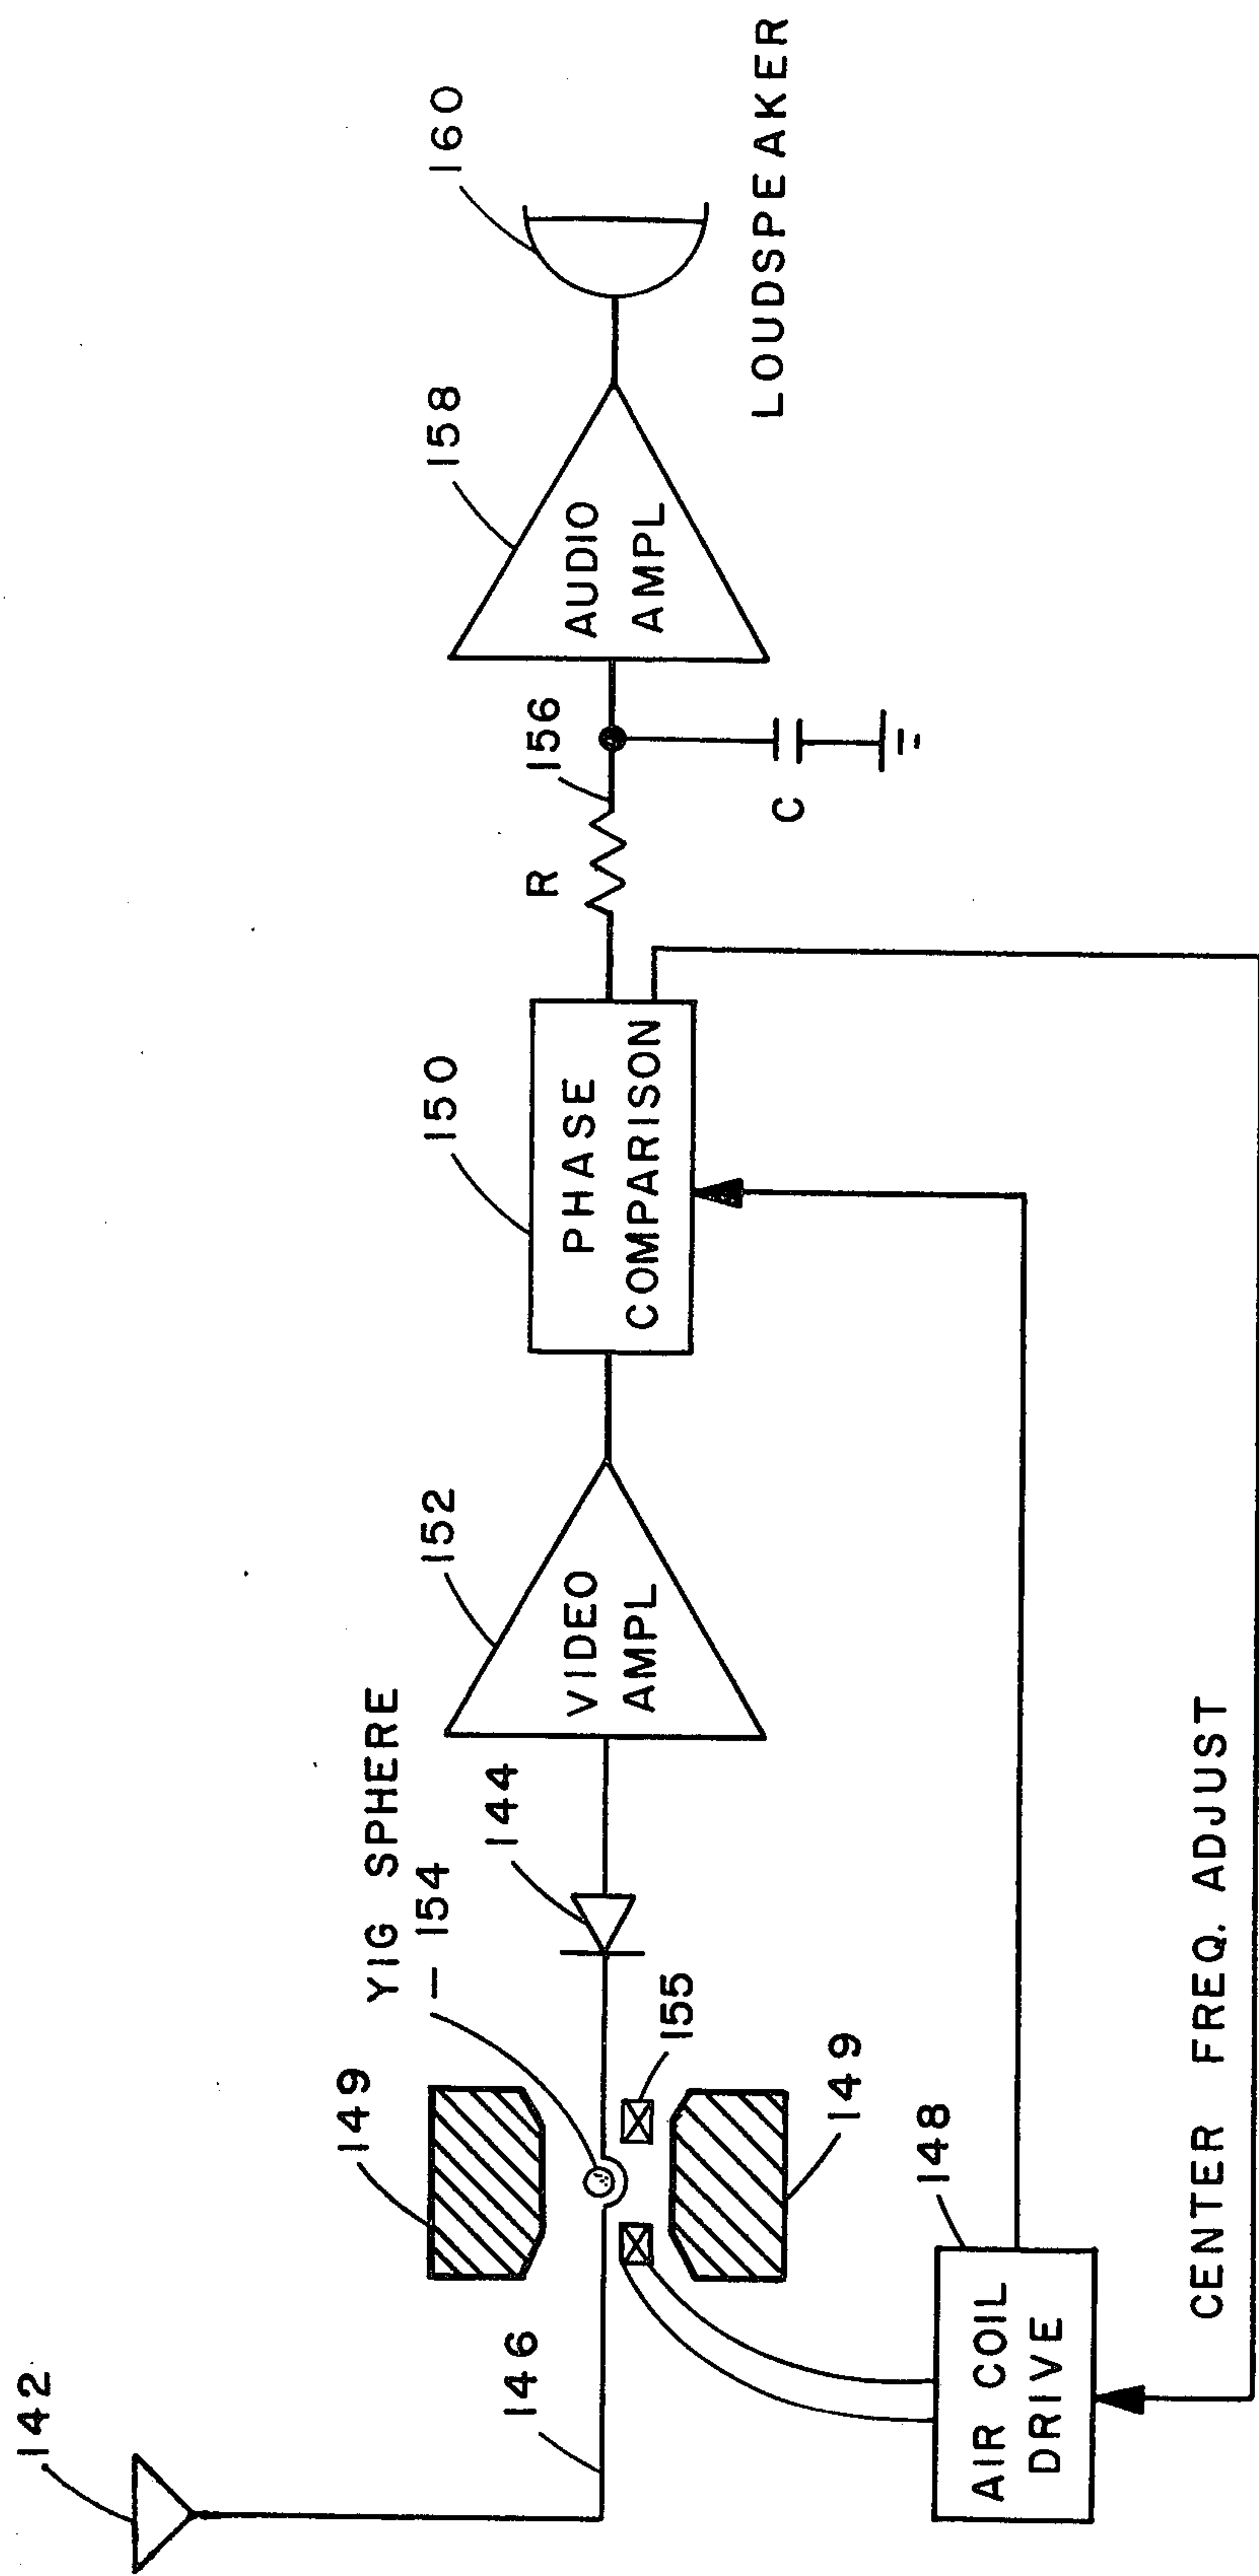 142
146
149
YIG SPHERE
154
144
155
149
152
VIDEO
AMPL
150
PHASE
COMPARISON
R
156
C
158
AUDIO
AMPL
160
LOUDSPEAKER
148
AIR COIL
DRIVE
CENTER FREQ. ADJUST